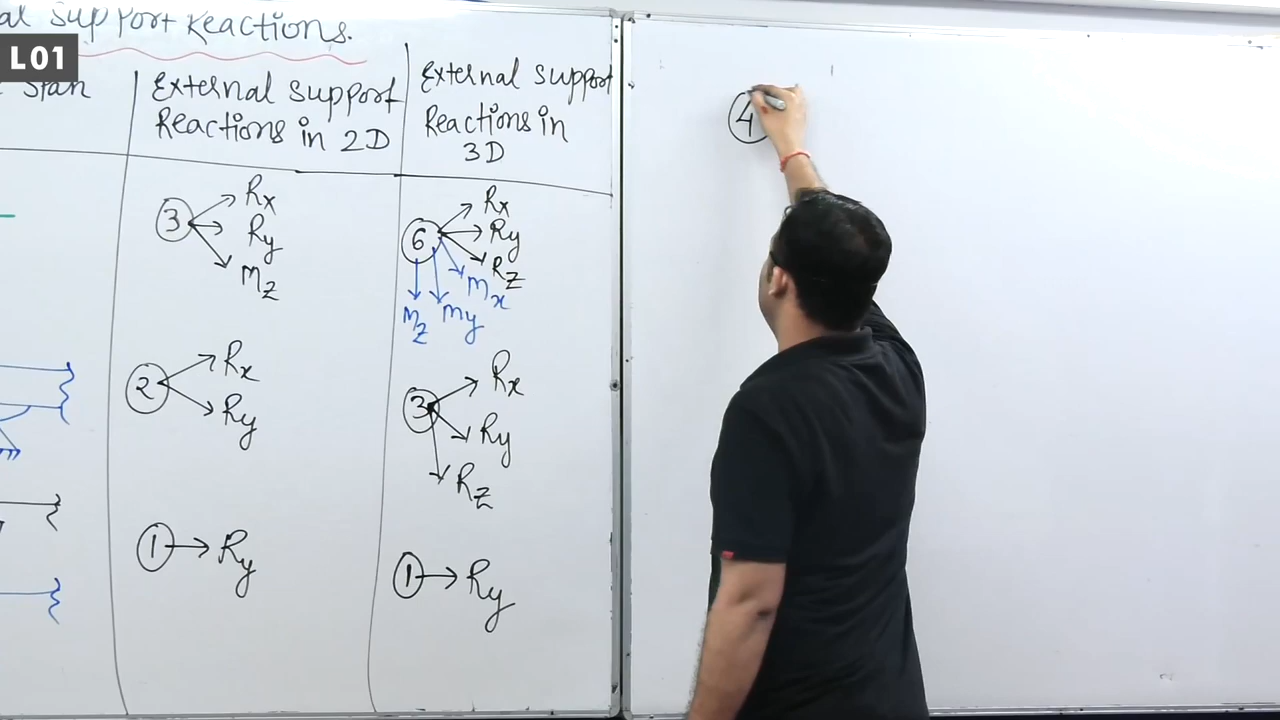 al Support Reactions.
L01
Span
External Support
Reactions in 2D
External Support
Reactions in
3D
3
Rx
Ry
Mz
6
Rx
Ry
Rz
Mx
My
Mz
2
Rx
Ry
3
Rx
Ry
Rz
1 Ry
1 Ry
4